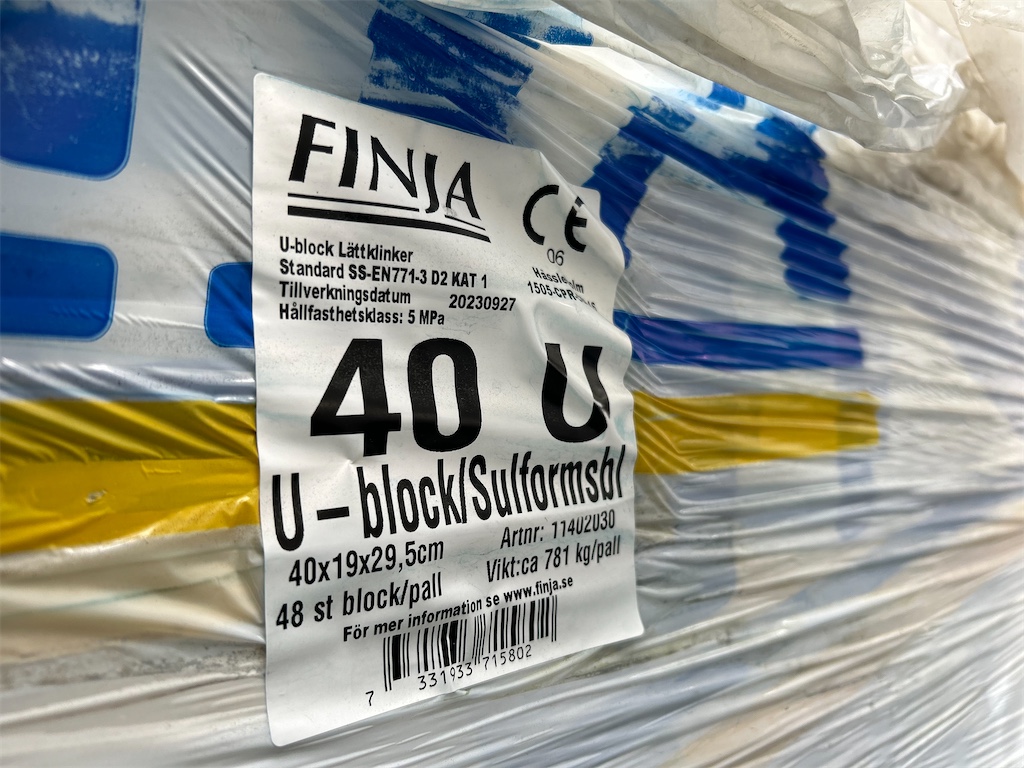 FINJA
CE
06
U-block Lättklinker
Standard SS-EN771-3 D2 KAT 1
Tillverkningsdatum 20230927
Hållfasthetsklass: 5 MPa
40 U
U-block/Sulformsbl
40x19x29,5cm
Artnr: 11402030
48 st block/pall
Vikt:ca 781 kg/pall
För mer information se www.finja.se
7 331933 715802